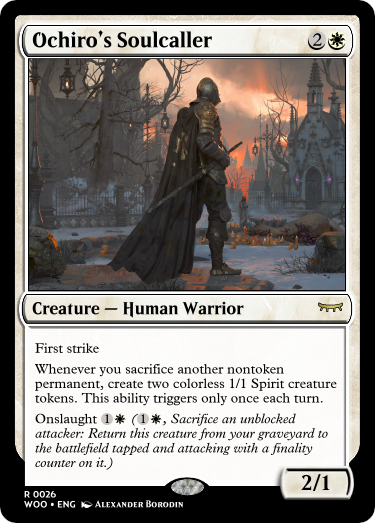 Ochiro's Soulcaller 2
Creature — Human Warrior
First strike
Whenever you sacrifice another nontoken
permanent, create two colorless 1/1 Spirit creature
tokens. This ability triggers only once each turn.
Onslaught 1 (1, Sacrifice an unblocked
attacker: Return this creature from your graveyard to
the battlefield tapped and attacking with a finality
counter on it.)
2/1
R 0026
WOO • ENG Alexander Borodin